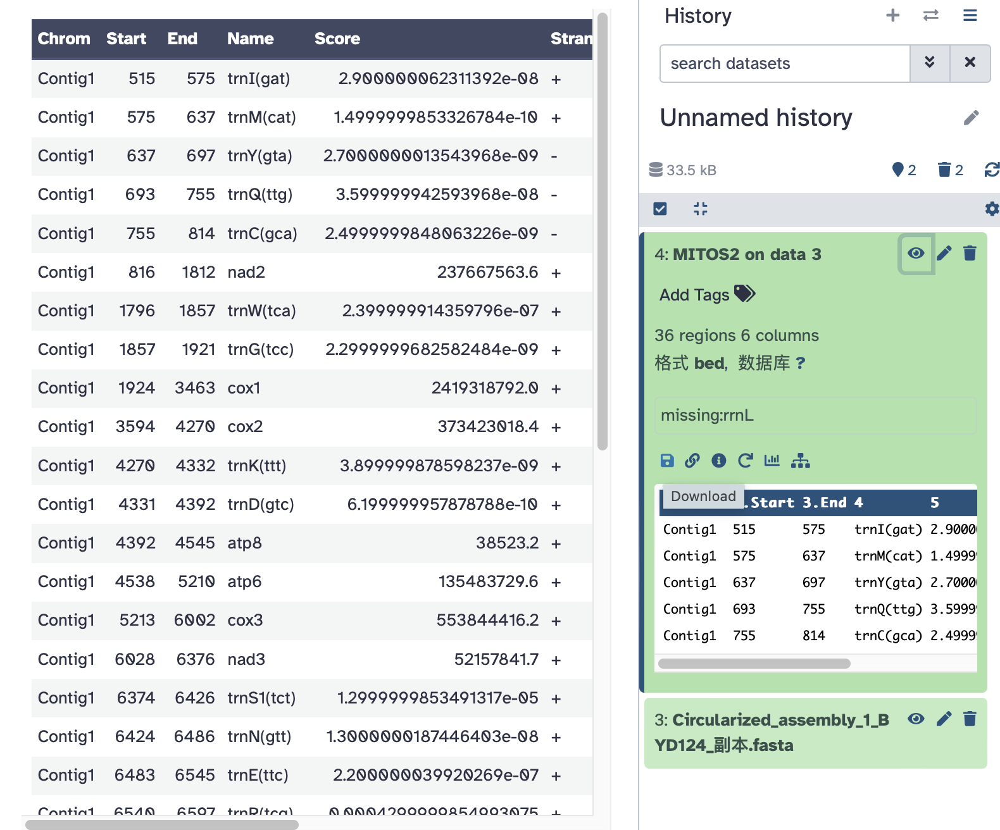 Chrom Start End Name Score Stran
Contig1 515 575 trnI(gat) 2.900000062311392e-08 +
Contig1 575 637 trnM(cat) 1.4999999853326784e-10 +
Contig1 637 697 trnY(gta) 2.7000000013543968e-09 -
Contig1 693 755 trnQ(ttg) 3.599999942593968e-08 -
Contig1 755 814 trnC(gca) 2.4999999848063226e-09 -
Contig1 816 1812 nad2 237667563.6 +
Contig1 1796 1857 trnW(tca) 2.399999914359796e-07 +
Contig1 1857 1921 trnG(tcc) 2.2999999682582484e-09 +
Contig1 1924 3463 cox1 2419318792.0 +
Contig1 3594 4270 cox2 373423018.4 +
Contig1 4270 4332 trnK(ttt) 3.899999878598237e-09 +
Contig1 4331 4392 trnD(gtc) 6.199999957878788e-10 +
Contig1 4392 4545 atp8 38523.2 +
Contig1 4538 5210 atp6 135483729.6 +
Contig1 5213 6002 cox3 553844416.2 +
Contig1 6028 6376 nad3 52157841.7 +
Contig1 6374 6426 trnS1(tct) 1.2999999853491317e-05 +
Contig1 6424 6486 trnN(gtt) 1.3000000187446403e-08 +
Contig1 6483 6545 trnE(ttc) 2.200000039920269e-07 +
Contig1 6540 6597 trnR(tcg) 0.0004299999854993075 +
History
search datasets
Unnamed history
33.5 kB 2 2
4: MITOS2 on data 3
Add Tags
36 regions 6 columns
格式 bed, 数据库 ?
missing:rrnL
Download
.Start 3.End 4 5
Contig1 515 575 trnI(gat) 2.9000
Contig1 575 637 trnM(cat) 1.4999
Contig1 637 697 trnY(gta) 2.7000
Contig1 693 755 trnQ(ttg) 3.5999
Contig1 755 814 trnC(gca) 2.4999
3: Circularized_assembly_1_B
YD124_副本.fasta